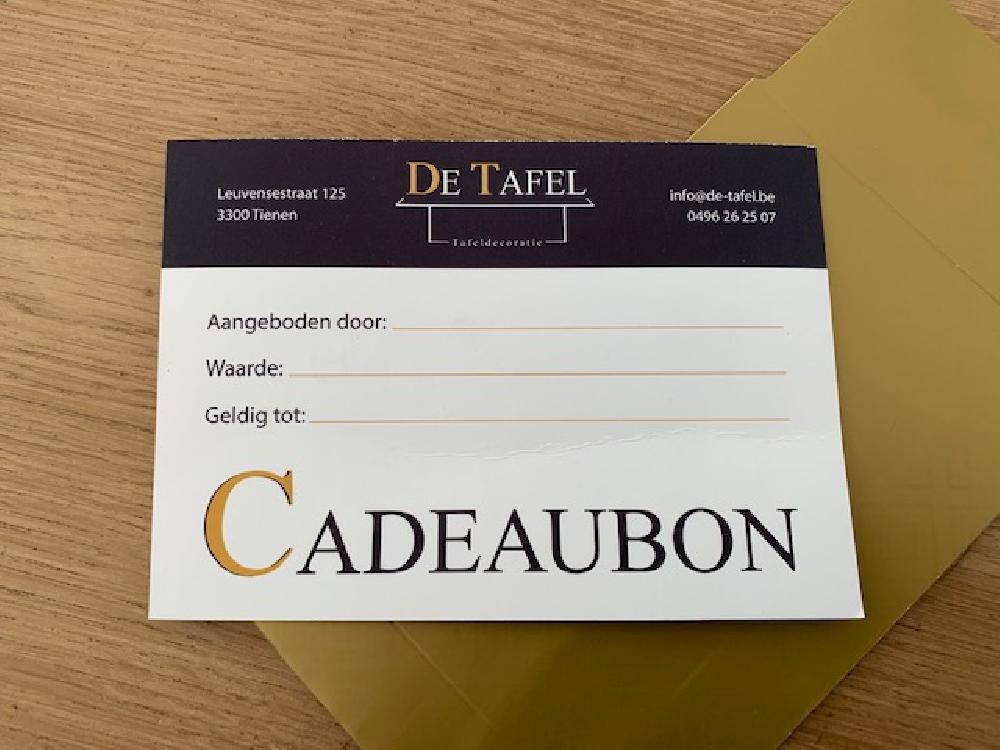 Leuvensestraat 125
3300 Tienen
DE TAFEL
Tafeldecoratie
info@de-tafel.be
0496 26 25 07
Aangeboden door:
Waarde:
Geldig tot:
CADEAUBON